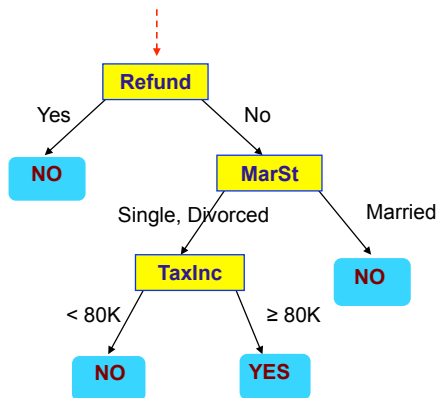 Refund
Yes
No
NO
MarSt
Single, Divorced
Married
TaxInc
NO
< 80K
≥ 80K
NO
YES